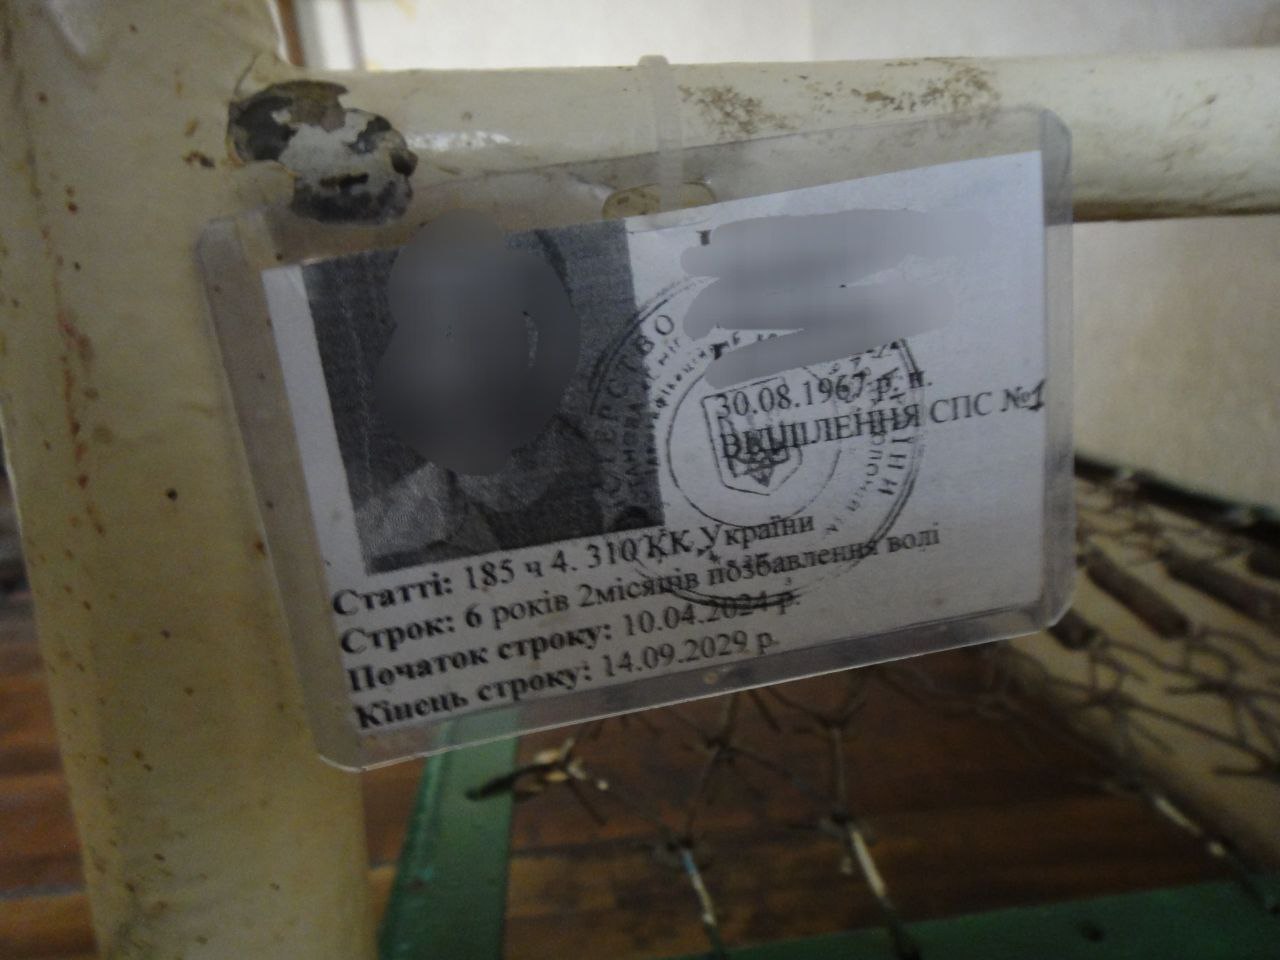 30.08.1967 р. н.
ВІДДІЛЕННЯ СПС №1
Статті: 185 ч 4. 310 КК України
Строк: 6 років 2місяців позбавлення волі
Початок строку: 10.04.2024 р.
Кінець строку: 14.09.2029 р.